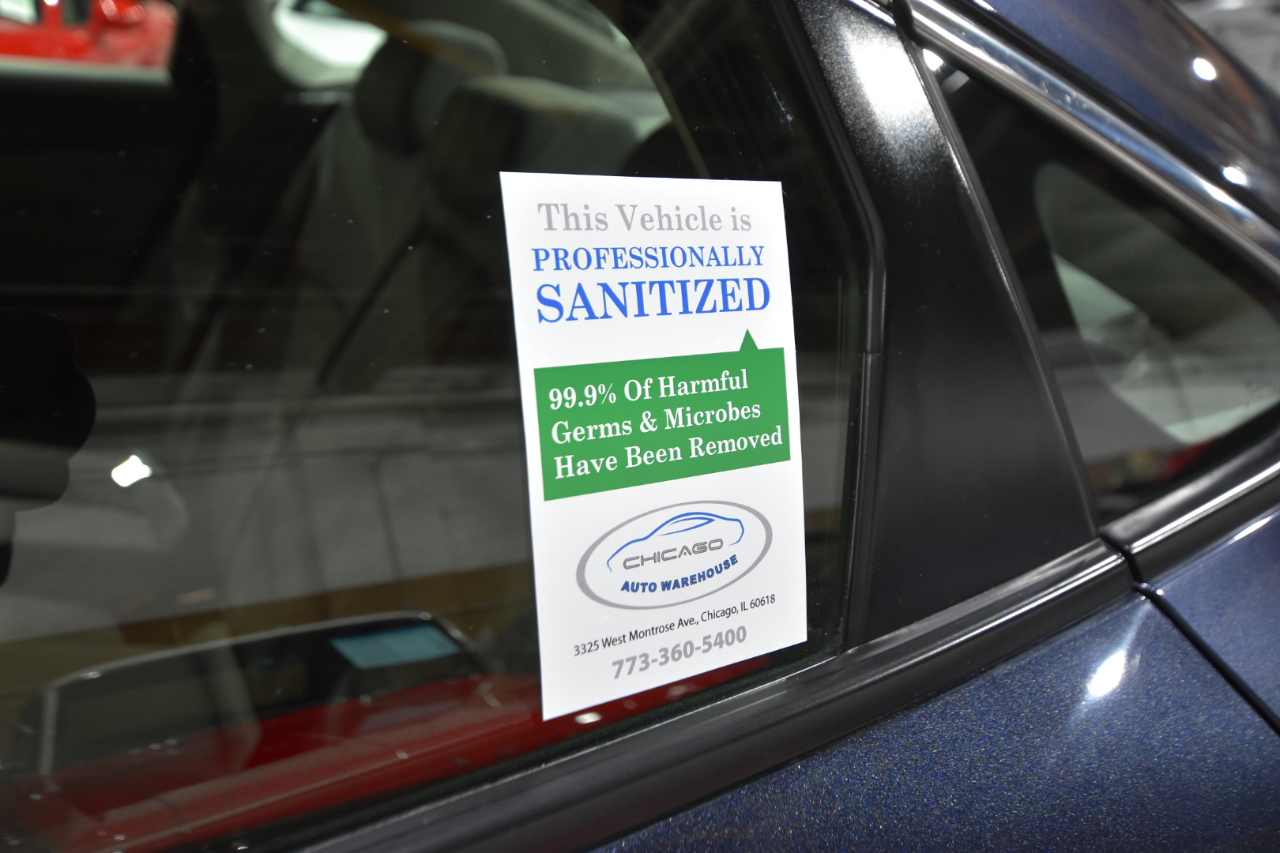 This Vehicle is
PROFESSIONALLY
SANITIZED
99.9% Of Harmful
Germs & Microbes
Have Been Removed
CHICAGO
AUTO WAREHOUSE
3325 West Montrose Ave., Chicago, IL 60618
773-360-5400